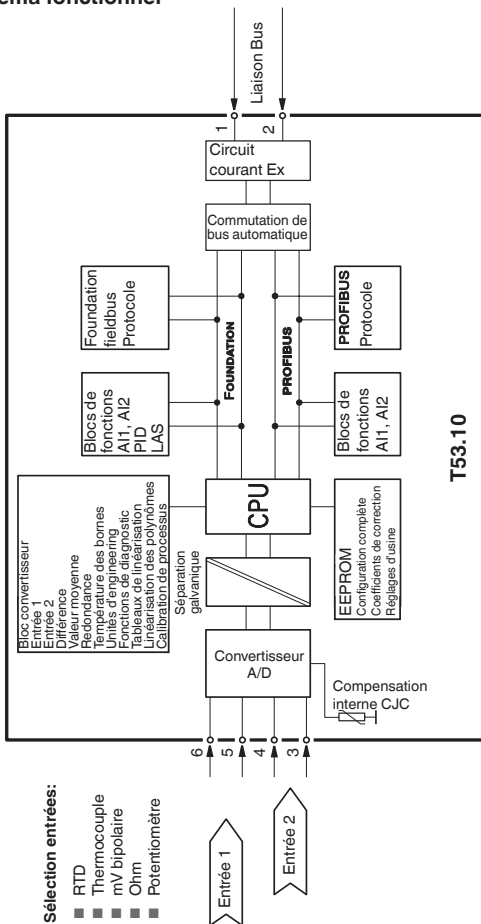 éma fonctionnel
Liaison Bus
1
2
Circuit
courant Ex
Commutation de
bus automatique
Foundation
fieldbus
Protocole
FOUNDATION
PROFIBUS
PROFIBUS
Protocole
Blocs de
fonctions
AI1, AI2
PID
LAS
Blocs de
fonctions
AI1, AI2
T53.10
Bloc convertisseur
Entrée 1
Entrée 2
Différence
Valeur moyenne
Redondance
Température des bornes
Unités d'engineering
Fonctions de diagnostic
Tableaux de linéarisation
Linéarisation des polynômes
Calibration de processus
CPU
Séparation
galvanique
EEPROM
Configuration complète
Coefficients de correction
Réglages d'usine
Convertisseur
A/D
Compensation
interne CJC
6
5
4
3
Sélection entrées:
RTD
Thermocouple
mV bipolaire
Ohm
Potentiomètre
Entrée 1
Entrée 2